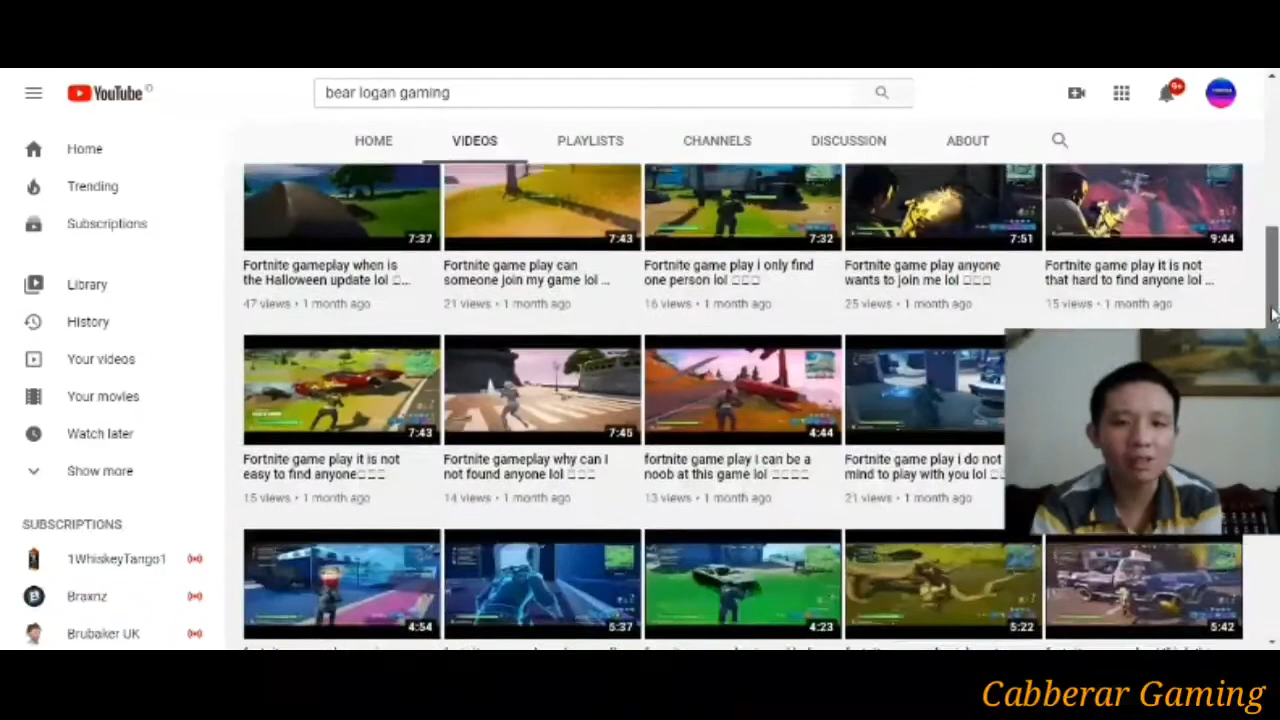 YouTube
bear logan gaming
9+
HOME VIDEOS PLAYLISTS CHANNELS DISCUSSION ABOUT
Home
Trending
Subscriptions
Library
History
Your videos
Your movies
Watch later
Show more
SUBSCRIPTIONS
1WhiskeyTango1
Braxnz
Brubaker UK
7:37
7:43
7:32
7:51
9:44
Fortnite gameplay when is
the Halloween update lol □...
47 views • 1 month ago
Fortnite game play can
someone join my game lol ...
21 views • 1 month ago
Fortnite game play i only find
one person lol □□□
16 views • 1 month ago
Fortnite game play anyone
wants to join me lol □□□
25 views • 1 month ago
Fortnite game play it is not
that hard to find anyone lol ...
15 views • 1 month ago
7:43
7:45
4:44
Fortnite game play it is not
easy to find anyone□□□
15 views • 1 month ago
Fortnite gameplay why can I
not found anyone lol □□□
14 views • 1 month ago
fortnite game play I can be a
noob at this game lol □□□□
13 views • 1 month ago
Fortnite game play i do not
mind to play with you lol □□
21 views • 1 month ago
4:54
5:37
4:23
5:22
5:42
Cabberar Gaming